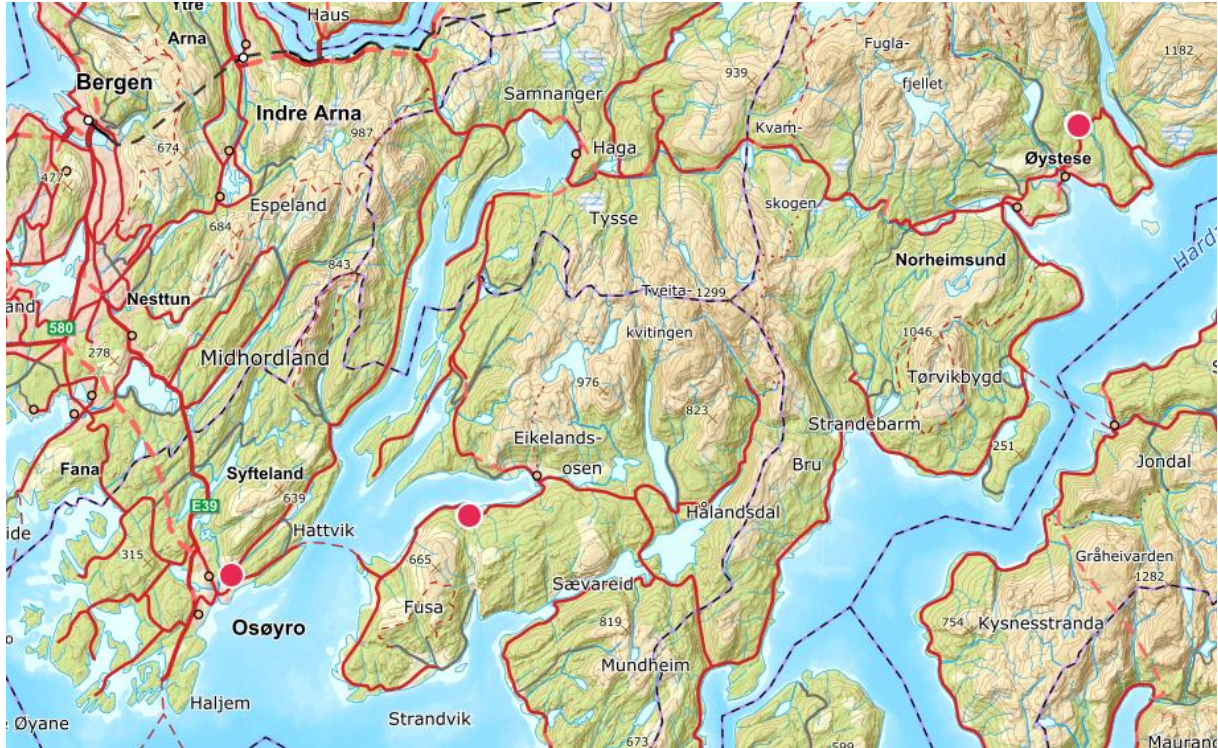 Ytre
Arna
Haus
Bergen
Indre Arna
987
674
427
Espeland
684
843
Samnanger
Haga
Tysse
939
Kvam-
skogen
Fugla-
fjellet
1182
Øystese
Norheimsund
Nesttun
580
278
Midhordland
Tveita-
1299
kvitingen
976
823
1046
Tørvikbygd
Strandebarm
251
Eikelands-
osen
Bru
Jondal
Fana
Syfteland
639
E39
Hattvik
315
665
Fusa
Hålandsdal
Sævareid
819
Mundheim
Gråheivarden
1282
754
Kysnesstranda
Osøyro
Haljem
Øyane
Strandvik
673
599